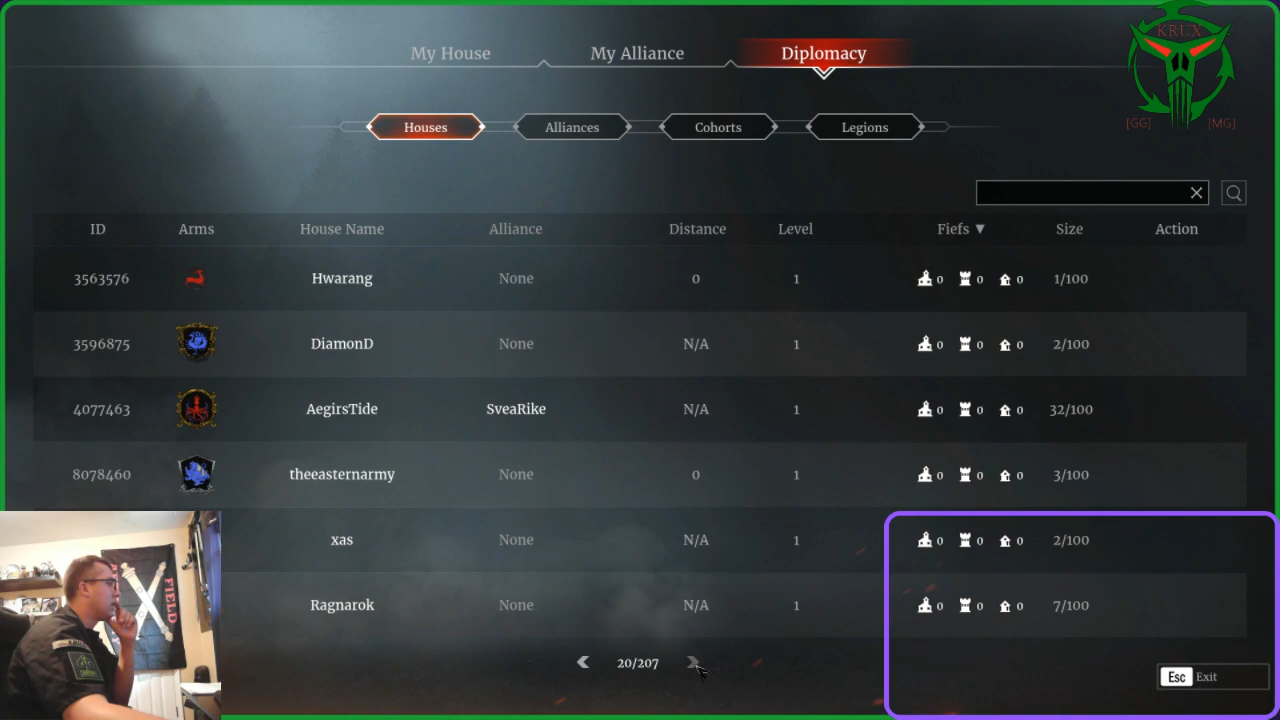 My House
My Alliance
Diplomacy
KRUX
[GG] [MG]
Houses
Alliances
Cohorts
Legions
ID Arms House Name Alliance Distance Level Fiefs ▼ Size Action
3563576 Hwarang None 0 1 0 0 0 1/100
3596875 DiamonD None N/A 1 0 0 0 2/100
4077463 AegirsTide SveaRike N/A 1 0 0 0 32/100
8078460 theeasternarmy None 0 1 0 0 0 3/100
xas None N/A 1 0 0 0 2/100
Ragnarok None N/A 1 0 0 0 7/100
FIELD
20/207
Esc Exit